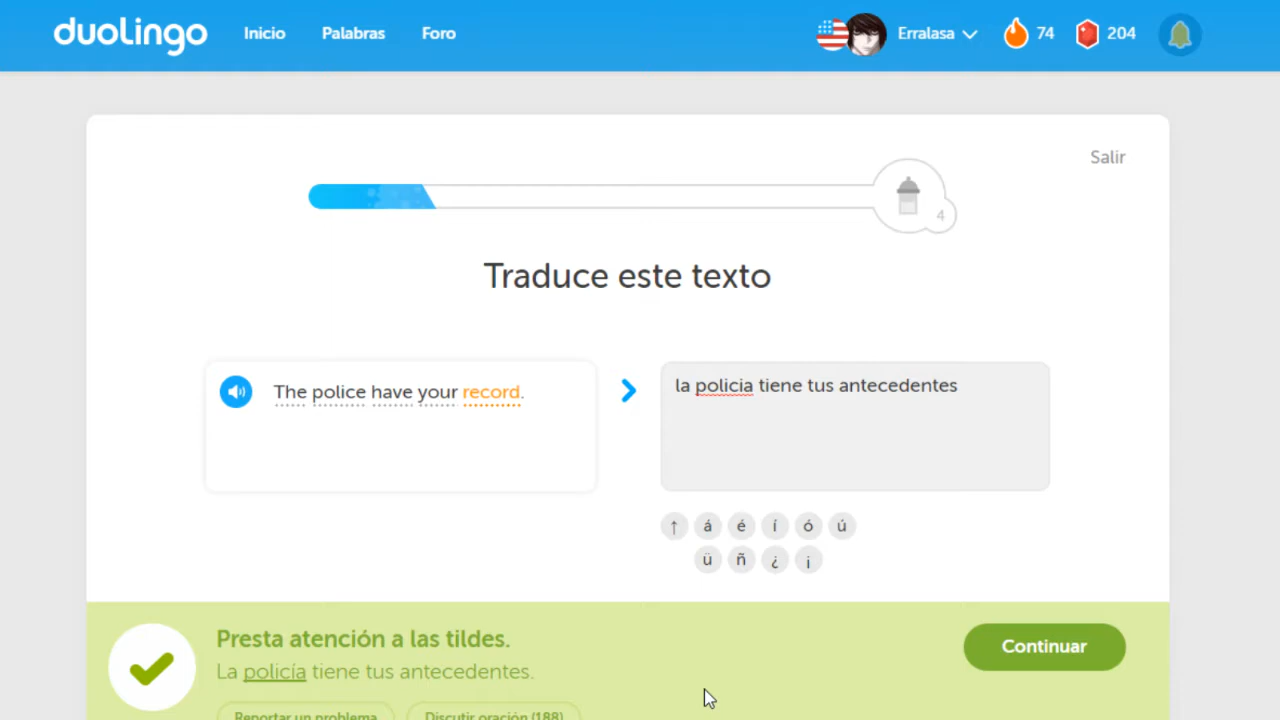 duolingo Inicio Palabras Foro Erralasa 74 204
Salir
4
Traduce este texto
The police have your record. la policia tiene tus antecedentes
↑ á é í ó ú
ü ñ ¿ ¡
Presta atención a las tildes.
Continuar
La policía tiene tus antecedentes.
Reportar un problema Discutir oración (188)